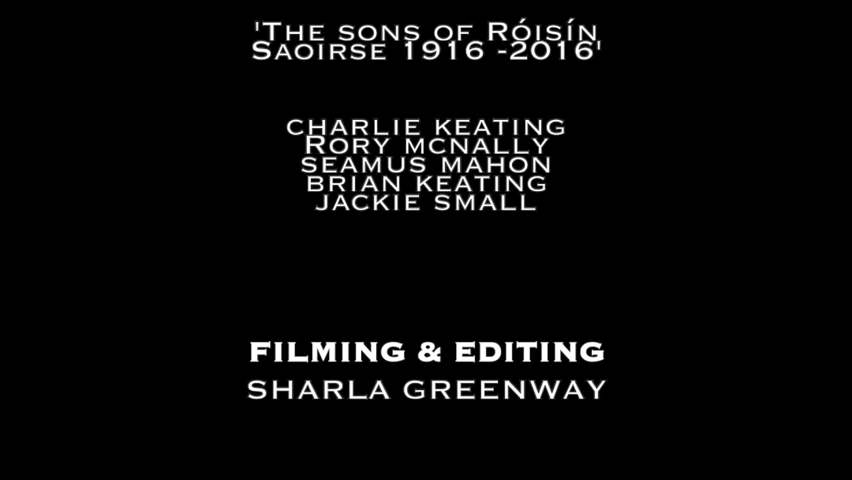 'The sons of Róisín
Saoirse 1916 -2016'
charlie keating
Rory mcnally
seamus mahon
brian keating
jackie small
FILMING & EDITING
SHARLA GREENWAY